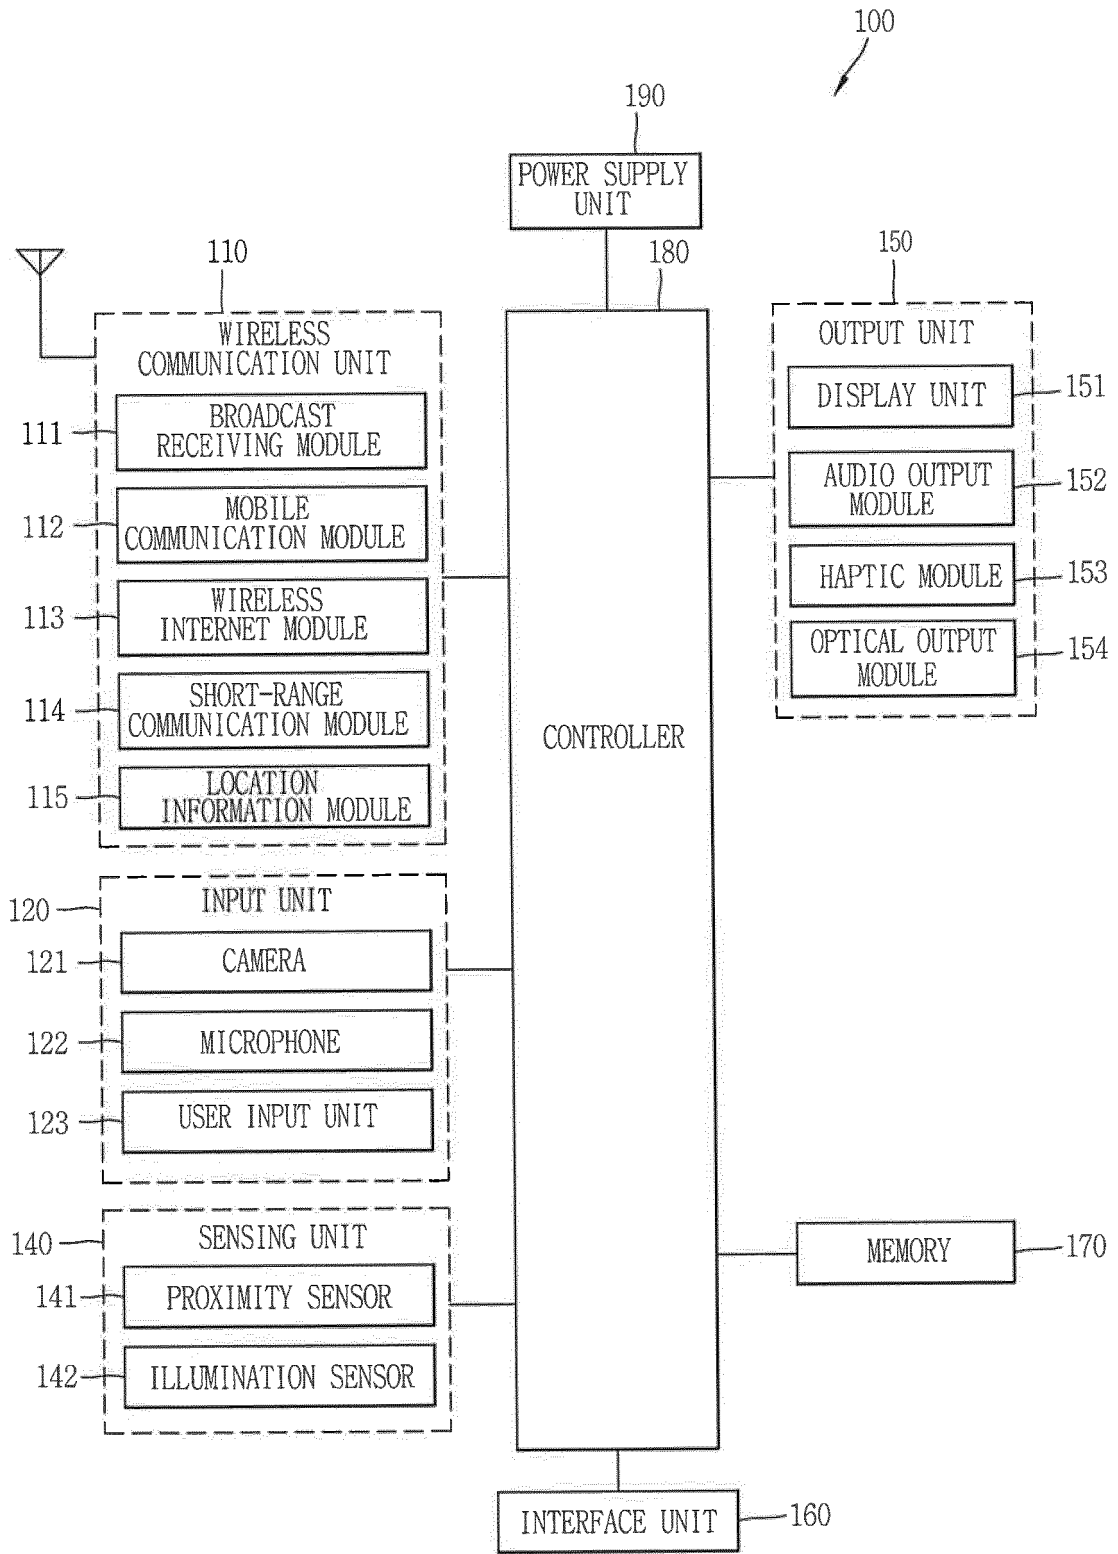 100
190
POWER SUPPLY
UNIT
110
180
150
WIRELESS
COMMUNICATION UNIT
111
BROADCAST
RECEIVING MODULE
112
MOBILE
COMMUNICATION MODULE
113
WIRELESS
INTERNET MODULE
114
SHORT-RANGE
COMMUNICATION MODULE
115
LOCATION
INFORMATION MODULE
120
INPUT UNIT
121
CAMERA
122
MICROPHONE
123
USER INPUT UNIT
140
SENSING UNIT
141
PROXIMITY SENSOR
142
ILLUMINATION SENSOR
CONTROLLER
OUTPUT UNIT
DISPLAY UNIT
151
AUDIO OUTPUT
MODULE
152
HAPTIC MODULE
153
OPTICAL OUTPUT
MODULE
154
MEMORY
170
INTERFACE UNIT
160